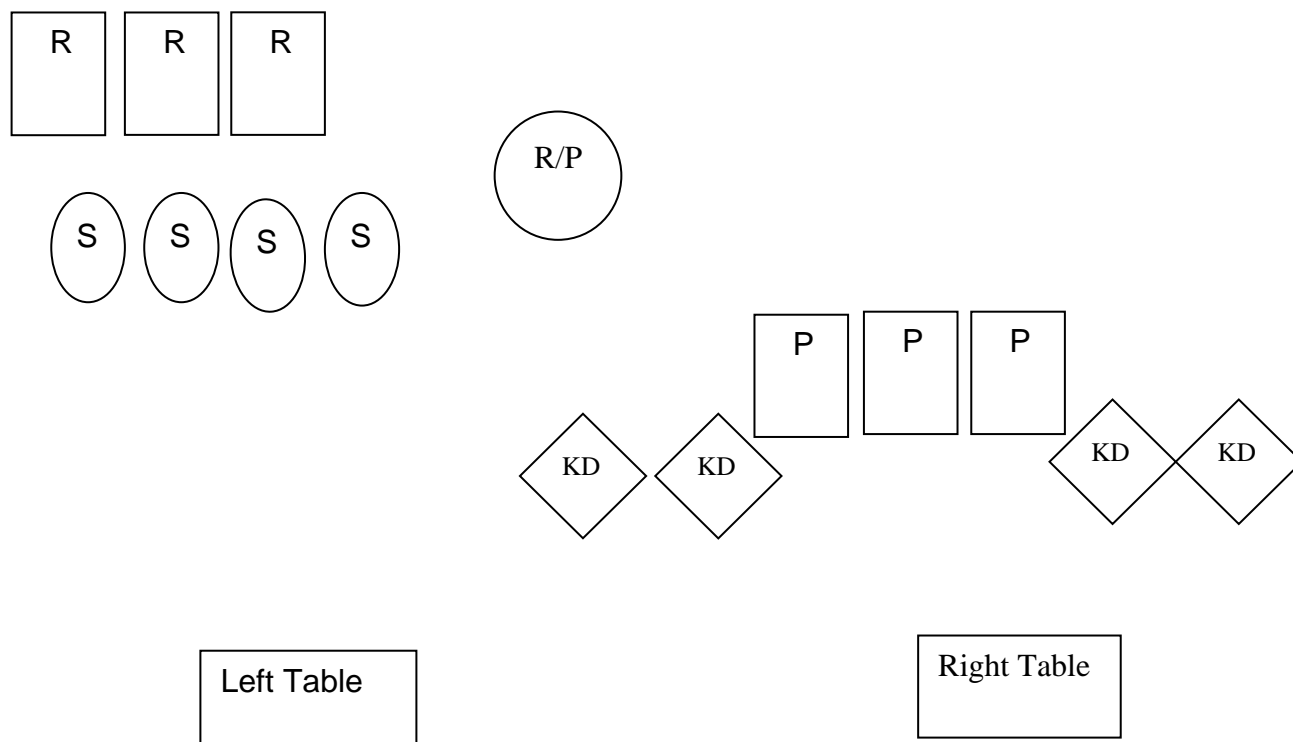 R R R
R/P
S S S S
P P P
KD KD KD KD
Left Table Right Table